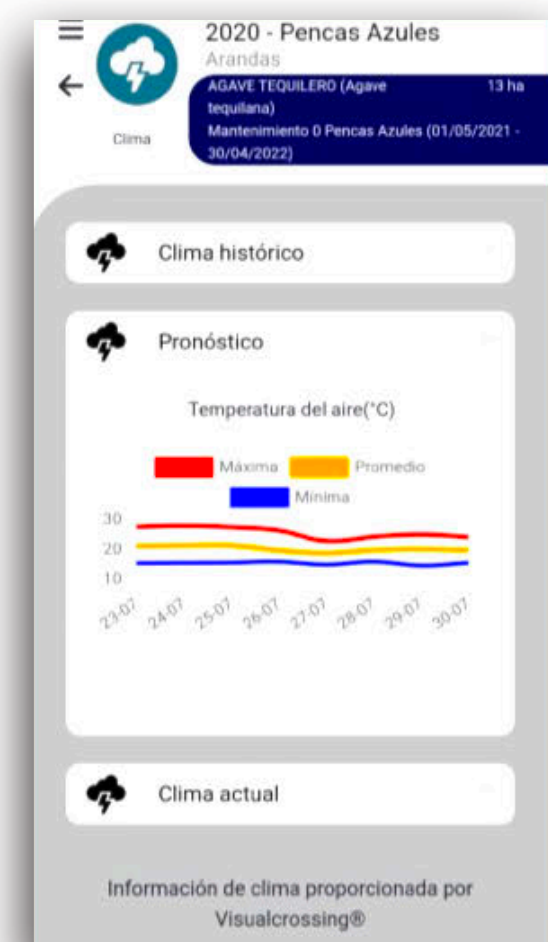 2020 - Pencas Azules
Arandas
AGAVE TEQUILERO (Agave 13 ha
tequilana)
Mantenimiento 0 Pencas Azules (01/05/2021 -
30/04/2022)
Clima
Clima histórico
Pronóstico
Temperatura del aire(°C)
Máxima Promedio
Mínima
30
20
10
23-07 24-07 25-07 26-07 27-07 28-07 29-07 30-07
Clima actual
Información de clima proporcionada por
Visualcrossing®